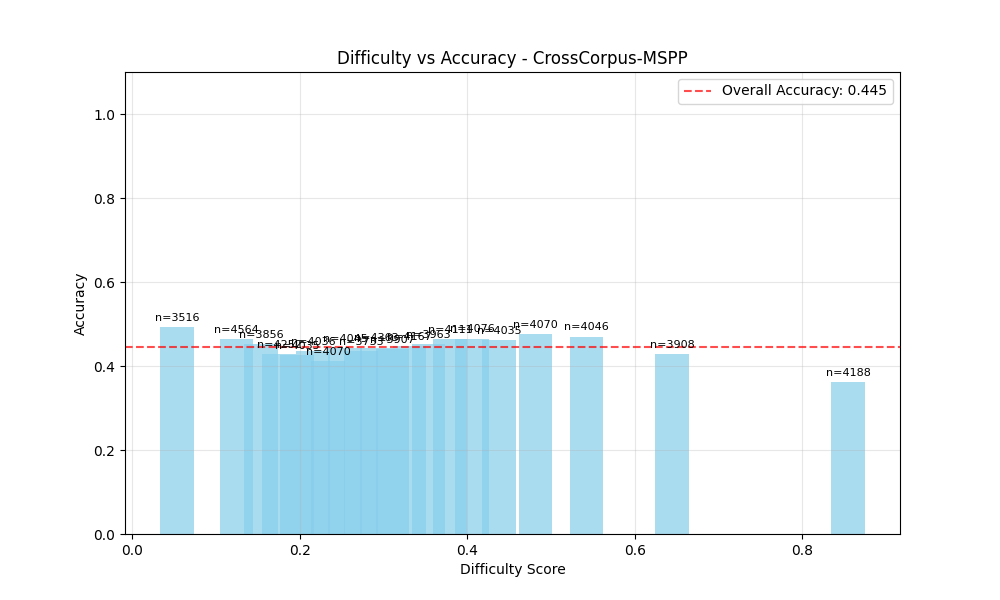 Difficulty vs Accuracy - CrossCorpus-MSPP
Overall Accuracy: 0.445
Accuracy
1.0
0.8
0.6
0.4
0.2
0.0
n=3516
n=4564
n=3856
n=4070
n=3963
n=4076
n=4035
n=4070
n=4046
n=3908
n=4188
0.0 0.2 0.4 0.6 0.8
Difficulty Score